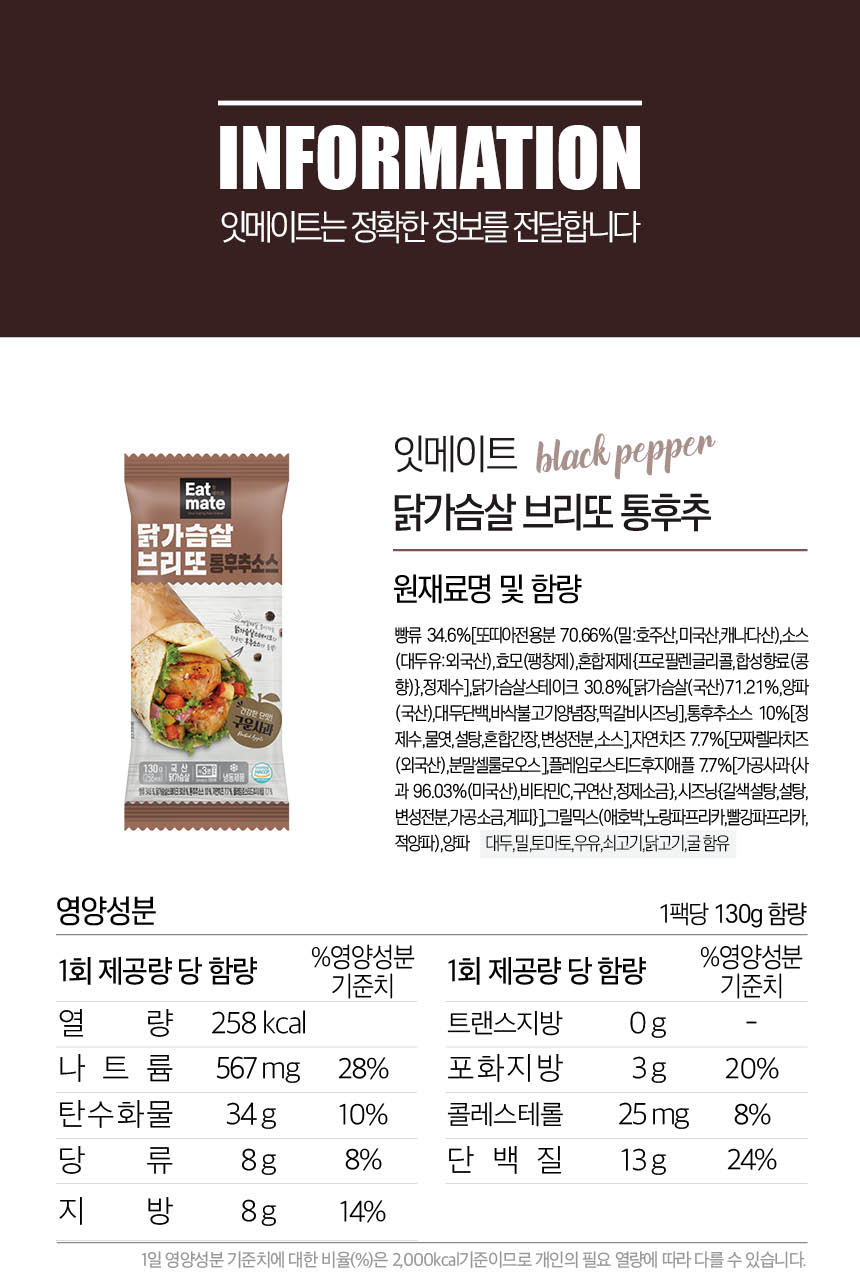 INFORMATION
잇메이트는 정확한 정보를 전달합니다
잇메이트 black pepper
닭가슴살 브리또 통후추
Eat
mate
닭가슴살
브리또 통후추소스
건강한 단맛!
구운사과
130g
(258kcal)
국산
닭가슴살
냉동제품
HACCP
원재료명 및 함량
빵류 34.6%[또띠아전용분 70.66%(밀:호주산,미국산,캐나다산),소스
(대두유:외국산),효모(팽창제),혼합제제{프로필렌글리콜,합성향료(콩
향)},정제수],닭가슴살스테이크 30.8%[닭가슴살(국산)71.21%,양파
(국산),대두단백,바삭불고기양념장,떡갈비시즈닝],통후추소스 10%[정
제수,물엿,설탕,혼합간장,변성전분,소스],자연치즈 7.7%[모짜렐라치즈
(외국산),분말셀룰로오스],플레임로스티드후지애플 7.7%[가공사과{사
과 96.03%(미국산),비타민C,구연산,정제소금},시즈닝{갈색설탕,설탕,
변성전분,가공소금,계피}],그릴믹스(애호박,노랑파프리카,빨강파프리카,
적양파),양파 대두,밀,토마토,우유,쇠고기,닭고기,굴 함유
영양성분 1팩당 130g 함량
1회 제공량 당 함량 %영양성분 기준치 1회 제공량 당 함량 %영양성분 기준치
열 량 258 kcal 트랜스지방 0 g -
나 트 륨 567 mg 28% 포화지방 3 g 20%
탄수화물 34 g 10% 콜레스테롤 25 mg 8%
당 류 8 g 8% 단 백 질 13 g 24%
지 방 8 g 14%
1일 영양성분 기준치에 대한 비율(%)은 2,000kcal기준이므로 개인의 필요 열량에 따라 다를 수 있습니다.